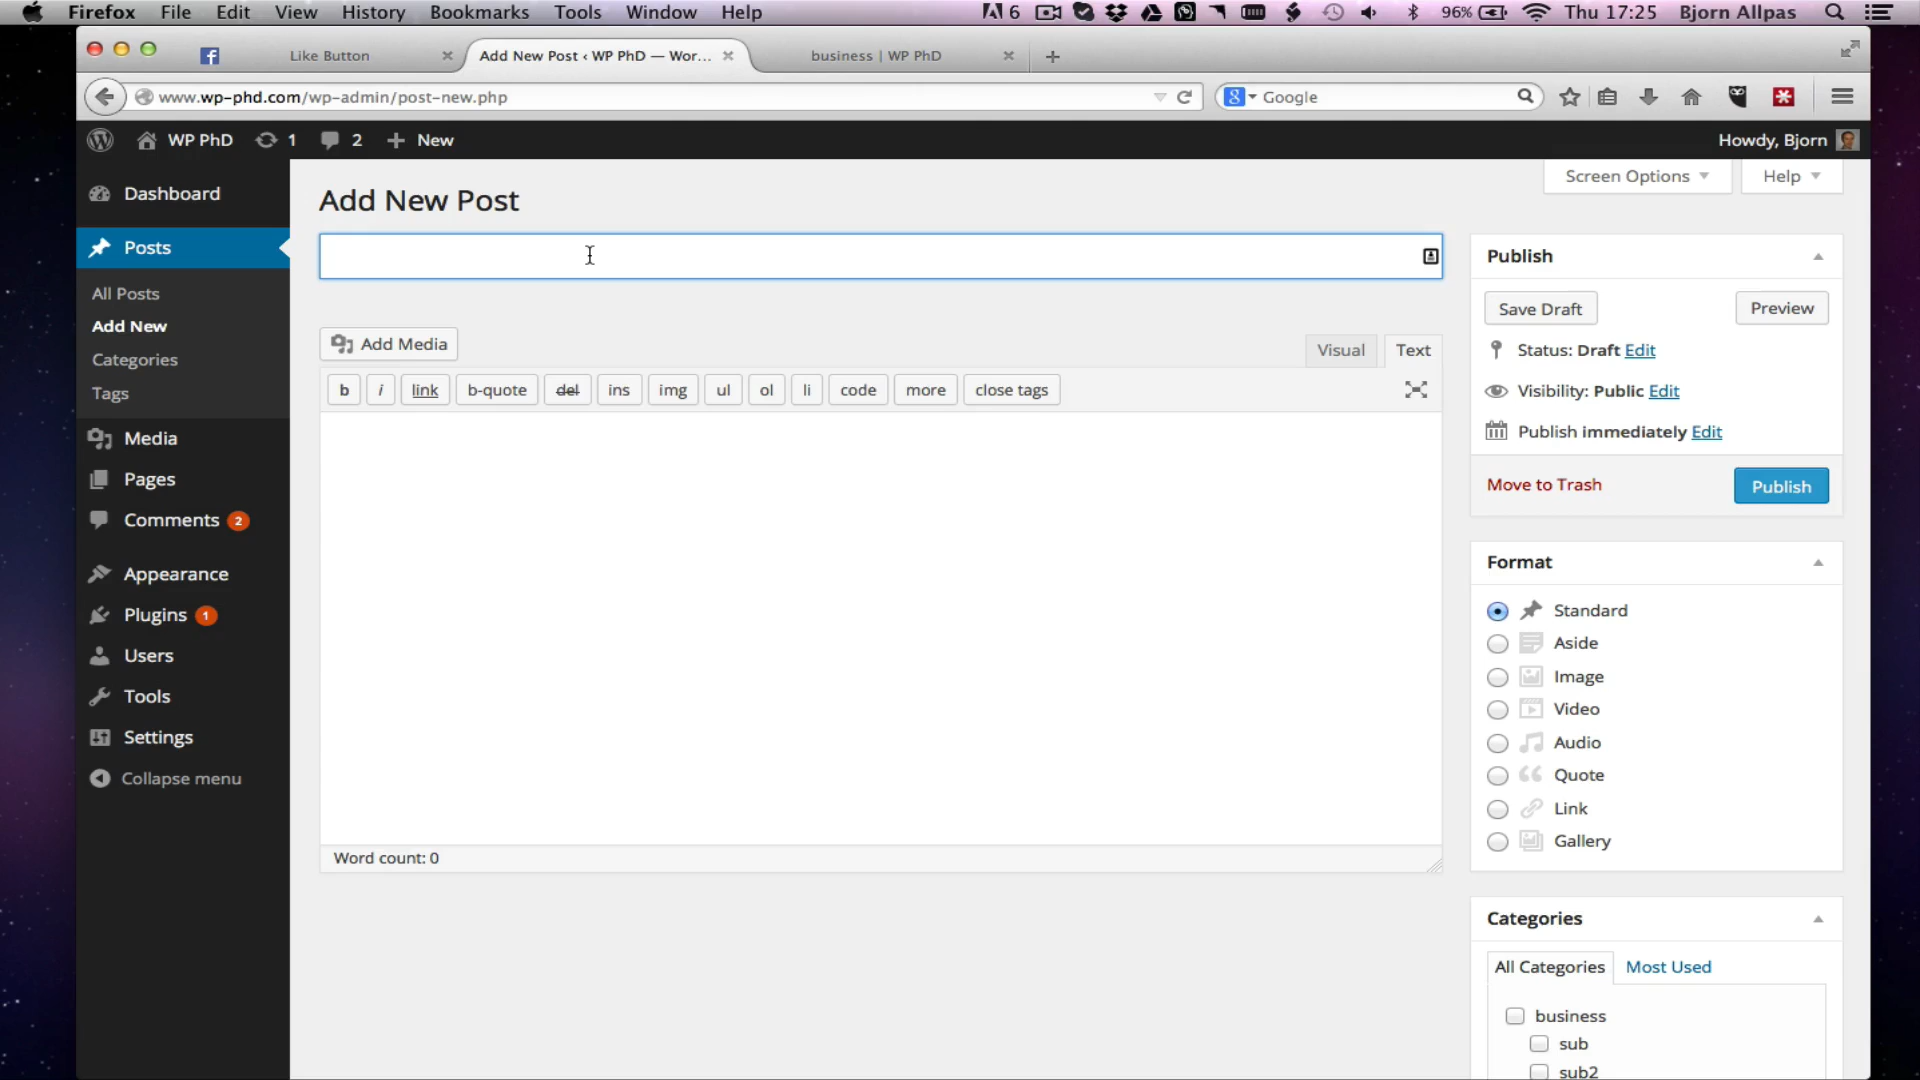 Firefox File Edit View History Bookmarks Tools Window Help 6 96% Thu 17:25 Bjorn Allpas
Like Button Add New Post ‹ WP PhD — Wor... business | WP PhD
www.wp-phd.com/wp-admin/post-new.php Google
WP PhD 1 2 New Howdy, Bjorn
Screen Options Help
Dashboard
Posts
All Posts
Add New
Categories
Tags
Media
Pages
Comments 2
Appearance
Plugins 1
Users
Tools
Settings
Collapse menu
Add New Post
Add Media
Visual Text
b i link b-quote del ins img ul ol li code more close tags
Word count: 0
Publish
Save Draft Preview
Status: Draft Edit
Visibility: Public Edit
Publish immediately Edit
Move to Trash Publish
Format
Standard
Aside
Image
Video
Audio
Quote
Link
Gallery
Categories
All Categories Most Used
business
sub
sub2